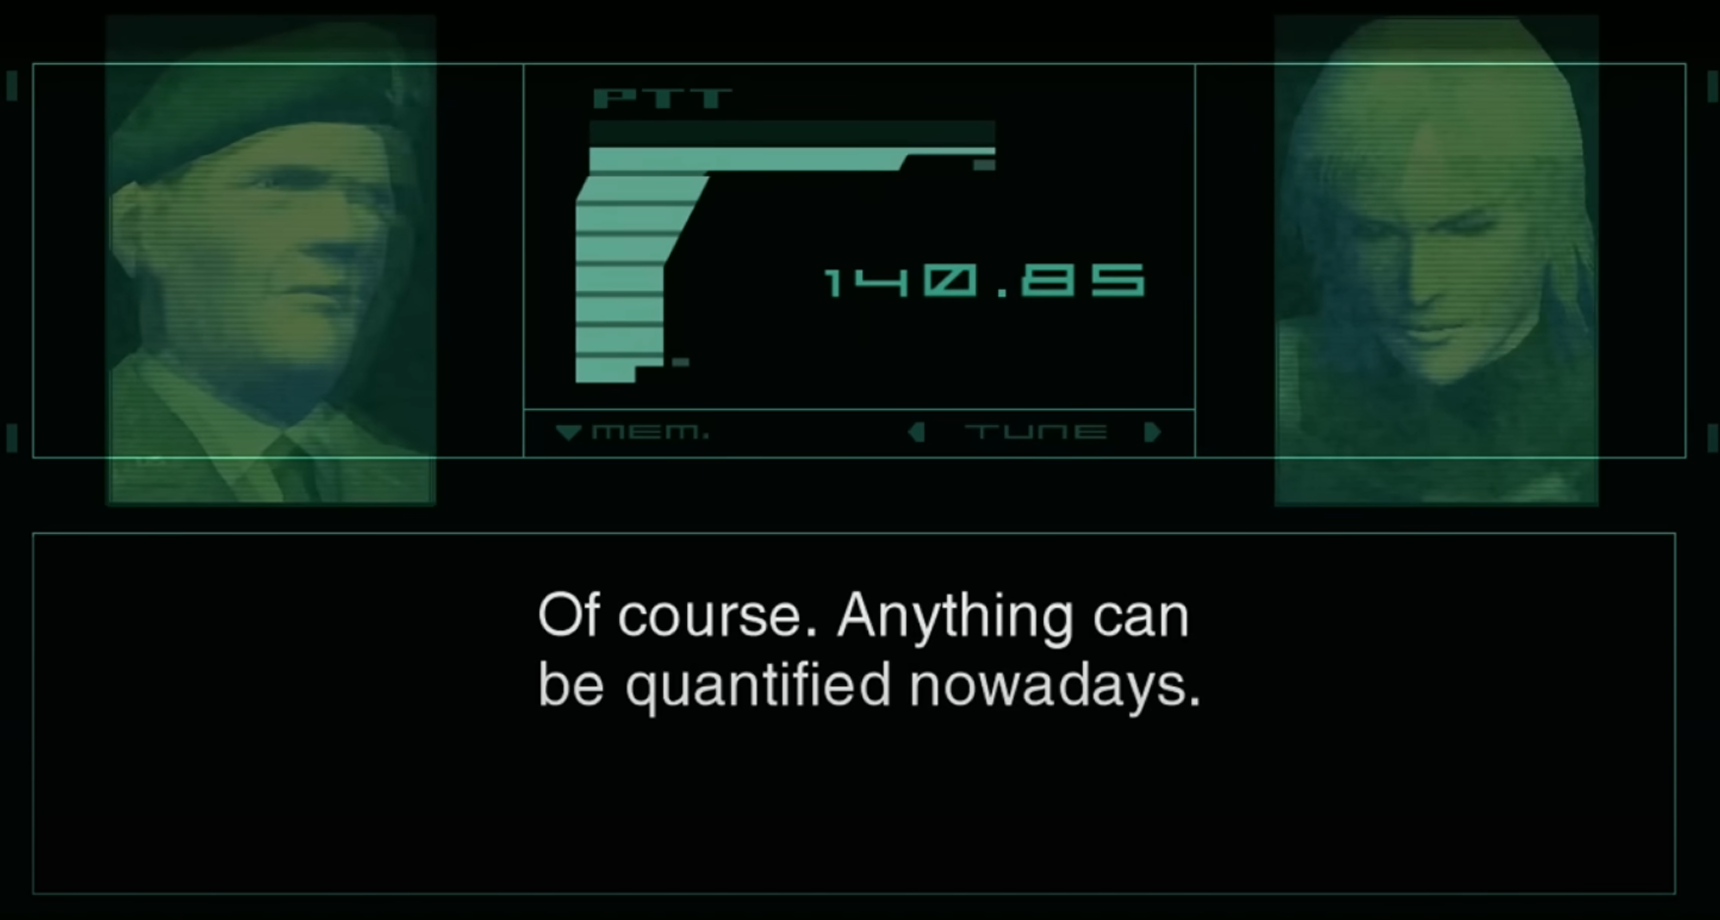 PTT
140.85
MEM.
TUNE
Of course. Anything can
be quantified nowadays.